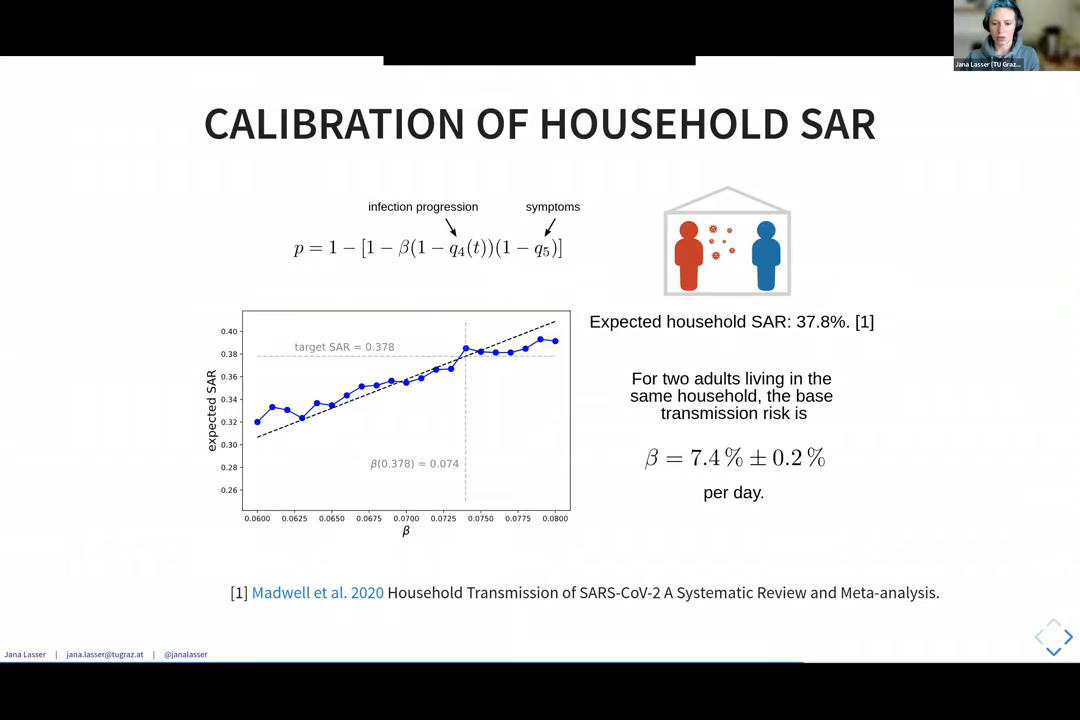 Jana Lasser (TU Graz...
CALIBRATION OF HOUSEHOLD SAR
infection progression
symptoms
p = 1 − [1 − β(1 − q₄(t))(1 − q₅)]
Expected household SAR: 37.8%. [1]
For two adults living in the
same household, the base
transmission risk is
β = 7.4 % ± 0.2 %
per day.
expected SAR
0.40
0.38
0.36
0.34
0.32
0.30
0.28
0.26
target SAR = 0.378
β(0.378) = 0.074
0.0600 0.0625 0.0650 0.0675 0.0700 0.0725 0.0750 0.0775 0.0800
β
[1] Madwell et al. 2020 Household Transmission of SARS-CoV-2 A Systematic Review and Meta-analysis.
Jana Lasser | jana.lasser@tugraz.at | @janalasser